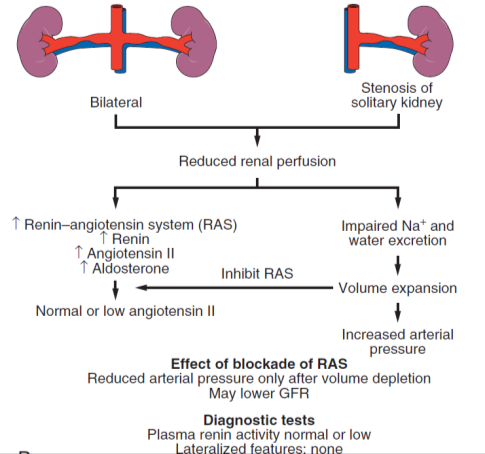 Bilateral
Stenosis of
solitary kidney
Reduced renal perfusion
↑ Renin–angiotensin system (RAS)
↑ Renin
↑ Angiotensin II
↑ Aldosterone
Impaired Na⁺ and
water excretion
Inhibit RAS
Volume expansion
Normal or low angiotensin II
Increased arterial
pressure
Effect of blockade of RAS
Reduced arterial pressure only after volume depletion
May lower GFR
Diagnostic tests
Plasma renin activity normal or low
Lateralized features: none